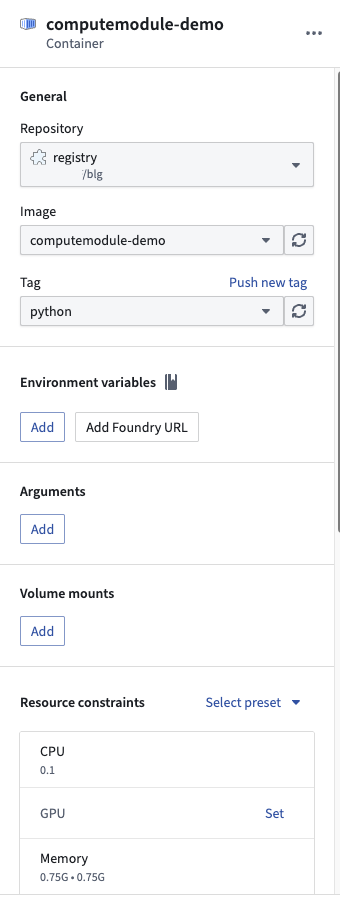 computemodule-demo
Container
General
Repository
registry
/blg
Image
computemodule-demo
Tag
Push new tag
python
Environment variables
Add
Add Foundry URL
Arguments
Add
Volume mounts
Add
Resource constraints
Select preset
CPU
0.1
GPU
Set
Memory
0.75G • 0.75G